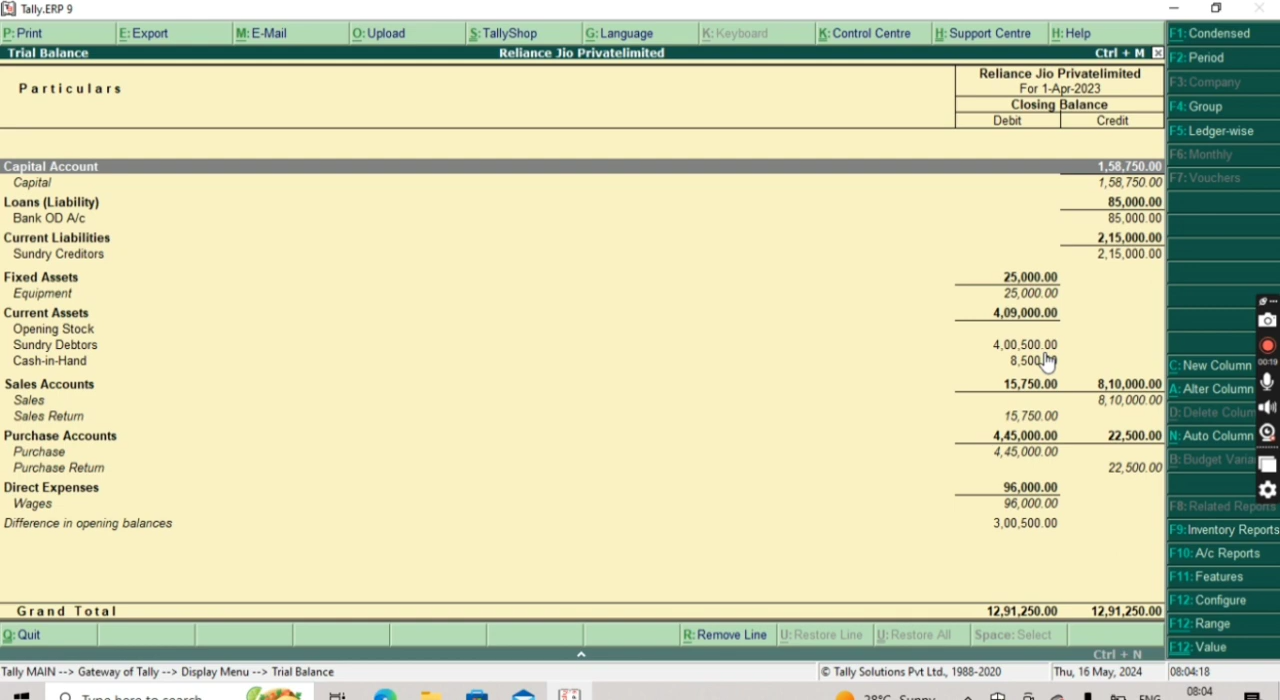 Tally.ERP 9
P: Print E: Export M: E-Mail O: Upload S: TallyShop G: Language K: Keyboard K: Control Centre H: Support Centre H: Help
Trial Balance Reliance Jio Privatelimited Ctrl + M
Particulars
Reliance Jio Privatelimited
For 1-Apr-2023
Closing Balance
Debit Credit
Capital Account 1,58,750.00
Capital 1,58,750.00
Loans (Liability) 85,000.00
Bank OD A/c 85,000.00
Current Liabilities 2,15,000.00
Sundry Creditors 2,15,000.00
Fixed Assets 25,000.00
Equipment 25,000.00
Current Assets 4,09,000.00
Opening Stock
Sundry Debtors 4,00,500.00
Cash-in-Hand 8,500
Sales Accounts 15,750.00 8,10,000.00
Sales 8,10,000.00
Sales Return 15,750.00
Purchase Accounts 4,45,000.00 22,500.00
Purchase 4,45,000.00
Purchase Return 22,500.00
Direct Expenses 96,000.00
Wages 96,000.00
Difference in opening balances 3,00,500.00
Grand Total 12,91,250.00 12,91,250.00
Q: Quit R: Remove Line U: Restore Line U: Restore All Space: Select
Ctrl + N
Tally MAIN --> Gateway of Tally --> Display Menu --> Trial Balance © Tally Solutions Pvt Ltd., 1988-2020 Thu, 16 May, 2024 08:04:18
F1: Condensed
F2: Period
F3: Company
F4: Group
F5: Ledger-wise
F6: Monthly
F7: Vouchers
C: New Column
A: Alter Column
D: Delete Colum
N: Auto Column
B: Budget Varia
F8: Related Reports
F9: Inventory Reports
F10: A/c Reports
F11: Features
F12: Configure
F12: Range
F12: Value
00:19
Type here to search 28°C Sunny ENG 08:04